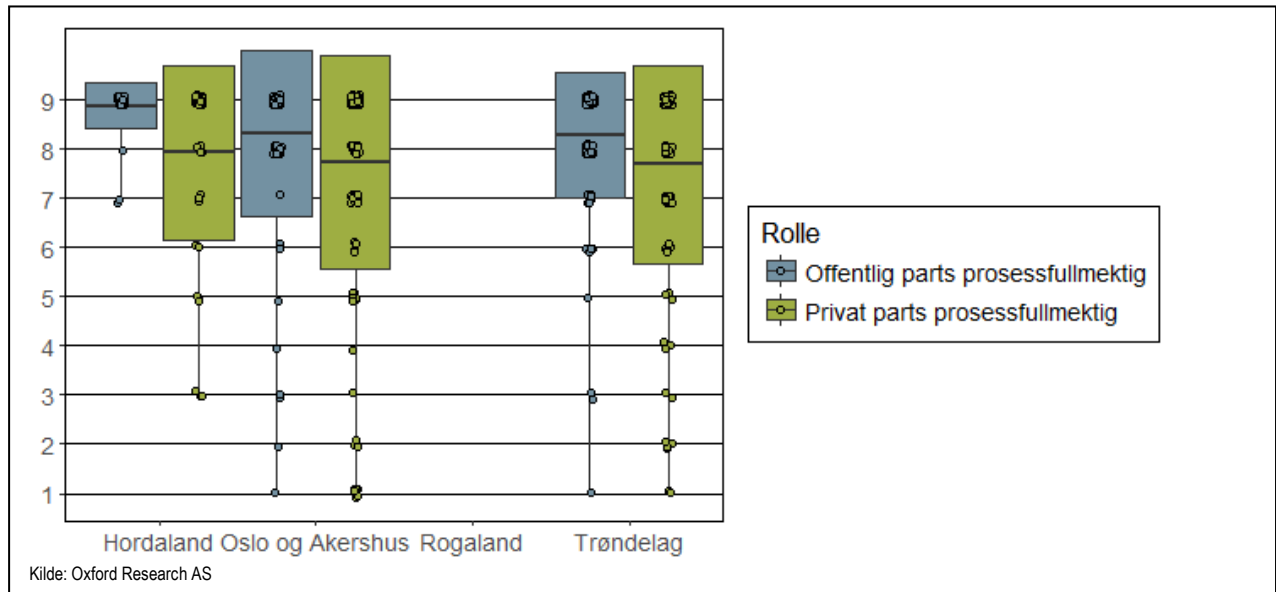 9
8
7
6
5
4
3
2
1
Hordaland Oslo og Akershus Rogaland Trøndelag
Rolle
Offentlig parts prosessfullmektig
Privat parts prosessfullmektig
Kilde: Oxford Research AS